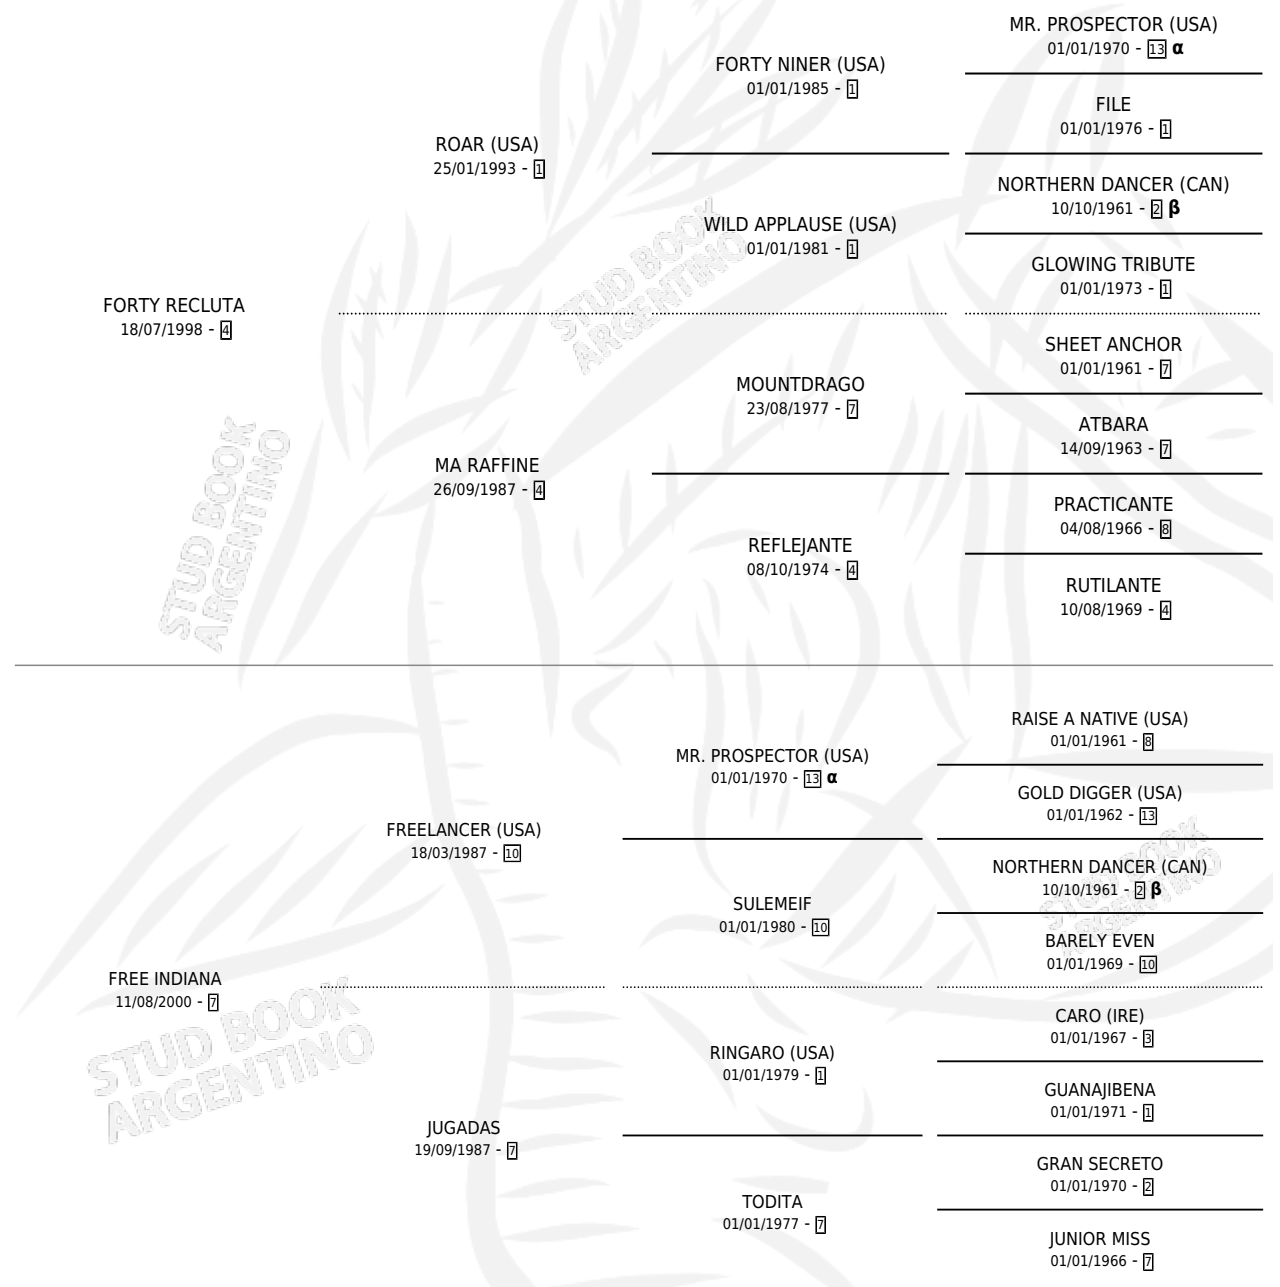 MR. PROSPECTOR (USA)
01/01/1970 - 13 α
FORTY NINER (USA)
01/01/1985 - 1
FILE
01/01/1976 - 1
ROAR (USA)
25/01/1993 - 1
NORTHERN DANCER (CAN)
10/10/1961 - 2 β
WILD APPLAUSE (USA)
01/01/1981 - 1
GLOWING TRIBUTE
01/01/1973 - 1
FORTY RECLUTA
18/07/1998 - 4
SHEET ANCHOR
01/01/1961 - 7
MOUNTDRAGO
23/08/1977 - 7
ATBARA
14/09/1963 - 7
MA RAFFINE
26/09/1987 - 4
PRACTICANTE
04/08/1966 - 8
REFLEJANTE
08/10/1974 - 4
RUTILANTE
10/08/1969 - 4
STUD BOOK
ARGENTINO
STUD BOOK
ARGENTINO
RAISE A NATIVE (USA)
01/01/1961 - 8
MR. PROSPECTOR (USA)
01/01/1970 - 13 α
GOLD DIGGER (USA)
01/01/1962 - 13
FREELANCER (USA)
18/03/1987 - 10
NORTHERN DANCER (CAN)
10/10/1961 - 2 β
SULEMEIF
01/01/1980 - 10
BARELY EVEN
01/01/1969 - 10
FREE INDIANA
11/08/2000 - 7
CARO (IRE)
01/01/1967 - 3
RINGARO (USA)
01/01/1979 - 1
GUANAJIBENA
01/01/1971 - 1
JUGADAS
19/09/1987 - 7
GRAN SECRETO
01/01/1970 - 2
TODITA
01/01/1977 - 7
JUNIOR MISS
01/01/1966 - 7
STUD BOOK
ARGENTINO
STUD BOOK
ARGENTINO